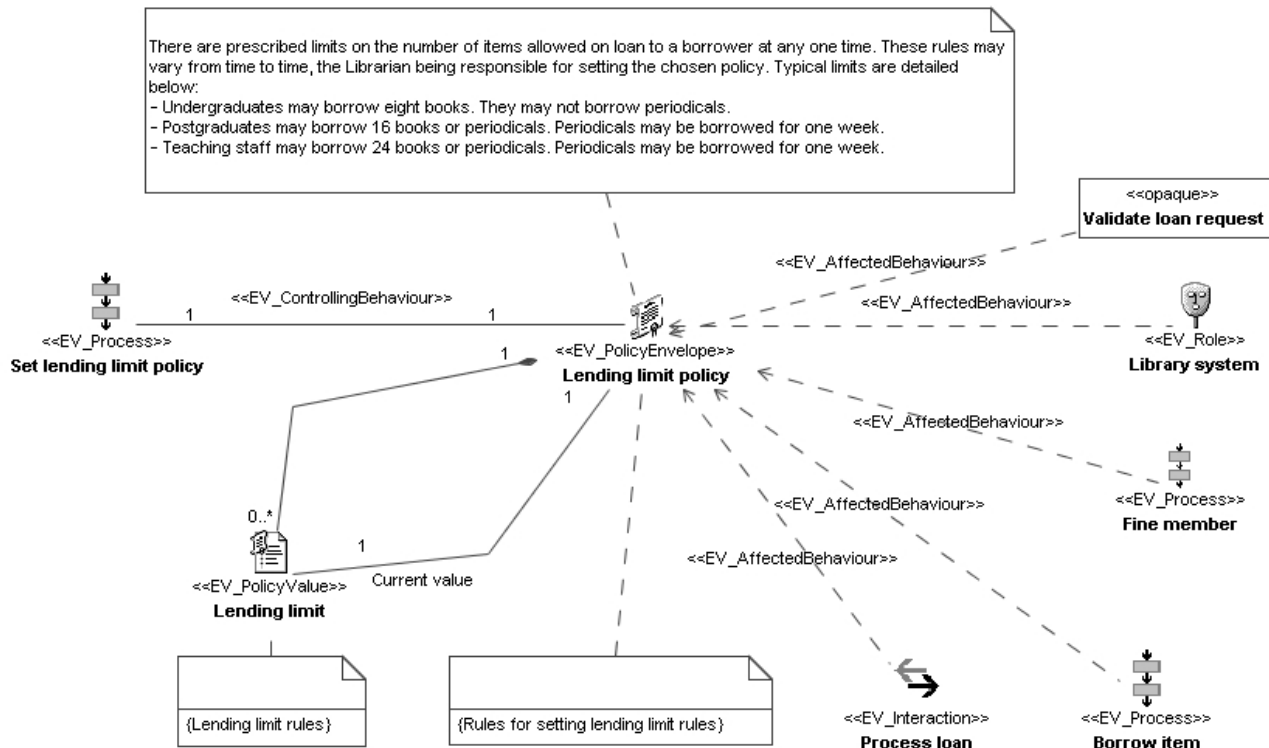 There are prescribed limits on the number of items allowed on loan to a borrower at any one time. These rules may
vary from time to time, the Librarian being responsible for setting the chosen policy. Typical limits are detailed
below:
- Undergraduates may borrow eight books. They may not borrow periodicals.
- Postgraduates may borrow 16 books or periodicals. Periodicals may be borrowed for one week.
- Teaching staff may borrow 24 books or periodicals. Periodicals may be borrowed for one week.
<<opaque>>
Validate loan request
<<EV_AffectedBehaviour>>
<<EV_ControllingBehaviour>>
<<EV_AffectedBehaviour>>
1
1
<<EV_Process>>
Set lending limit policy
<<EV_PolicyEnvelope>>
Lending limit policy
<<EV_Role>>
Library system
1
1
<<EV_AffectedBehaviour>>
<<EV_Process>>
Fine member
<<EV_AffectedBehaviour>>
0..*
1
<<EV_AffectedBehaviour>>
Current value
<<EV_PolicyValue>>
Lending limit
{Lending limit rules}
{Rules for setting lending limit rules}
<<EV_Interaction>>
Process loan
<<EV_Process>>
Borrow item